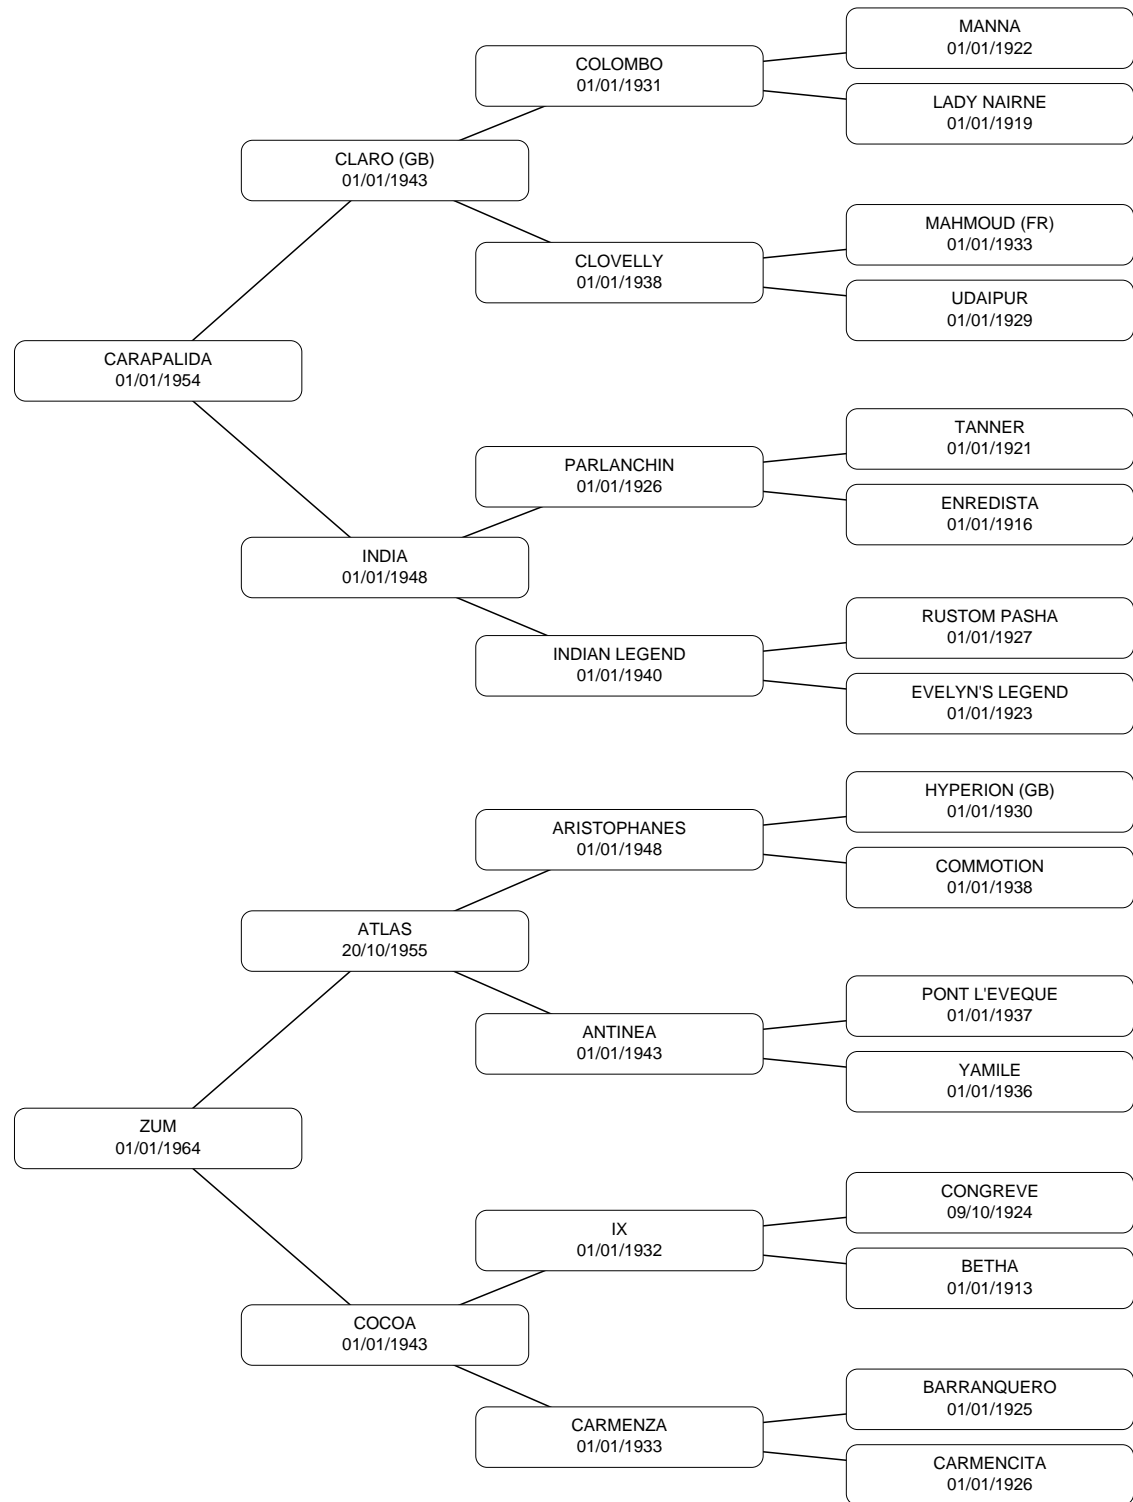 MANNA
01/01/1922
COLOMBO
01/01/1931
LADY NAIRNE
01/01/1919
CLARO (GB)
01/01/1943
MAHMOUD (FR)
01/01/1933
CLOVELLY
01/01/1938
UDAIPUR
01/01/1929
CARAPALIDA
01/01/1954
TANNER
01/01/1921
PARLANCHIN
01/01/1926
ENREDISTA
01/01/1916
INDIA
01/01/1948
RUSTOM PASHA
01/01/1927
INDIAN LEGEND
01/01/1940
EVELYN'S LEGEND
01/01/1923
HYPERION (GB)
01/01/1930
ARISTOPHANES
01/01/1948
COMMOTION
01/01/1938
ATLAS
20/10/1955
PONT L'EVEQUE
01/01/1937
ANTINEA
01/01/1943
YAMILE
01/01/1936
ZUM
01/01/1964
CONGREVE
09/10/1924
IX
01/01/1932
BETHA
01/01/1913
COCOA
01/01/1943
BARRANQUERO
01/01/1925
CARMENZA
01/01/1933
CARMENCITA
01/01/1926